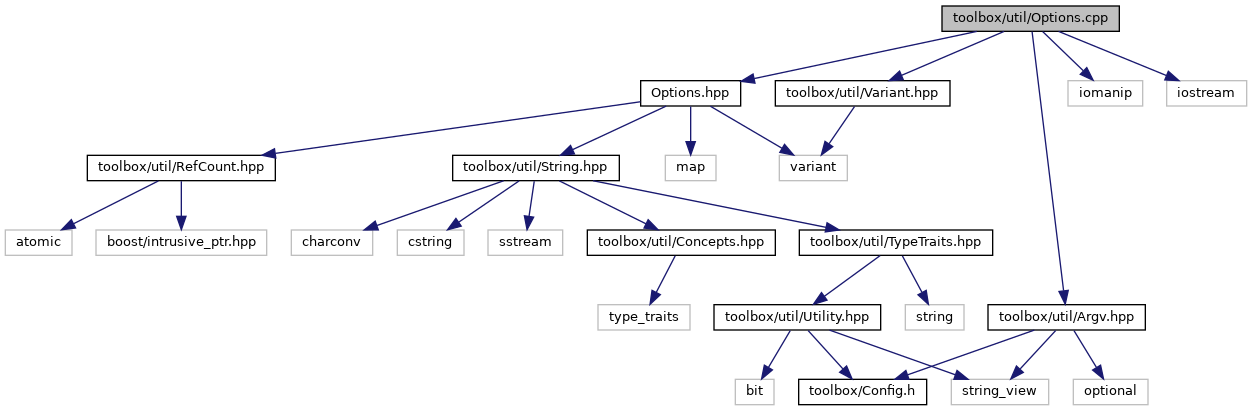 toolbox/util/Options.cpp
Options.hpp
toolbox/util/Variant.hpp
iomanip
iostream
toolbox/util/RefCount.hpp
toolbox/util/String.hpp
map
variant
atomic
boost/intrusive_ptr.hpp
charconv
cstring
sstream
toolbox/util/Concepts.hpp
toolbox/util/TypeTraits.hpp
type_traits
toolbox/util/Utility.hpp
string
toolbox/util/Argv.hpp
bit
toolbox/Config.h
string_view
optional